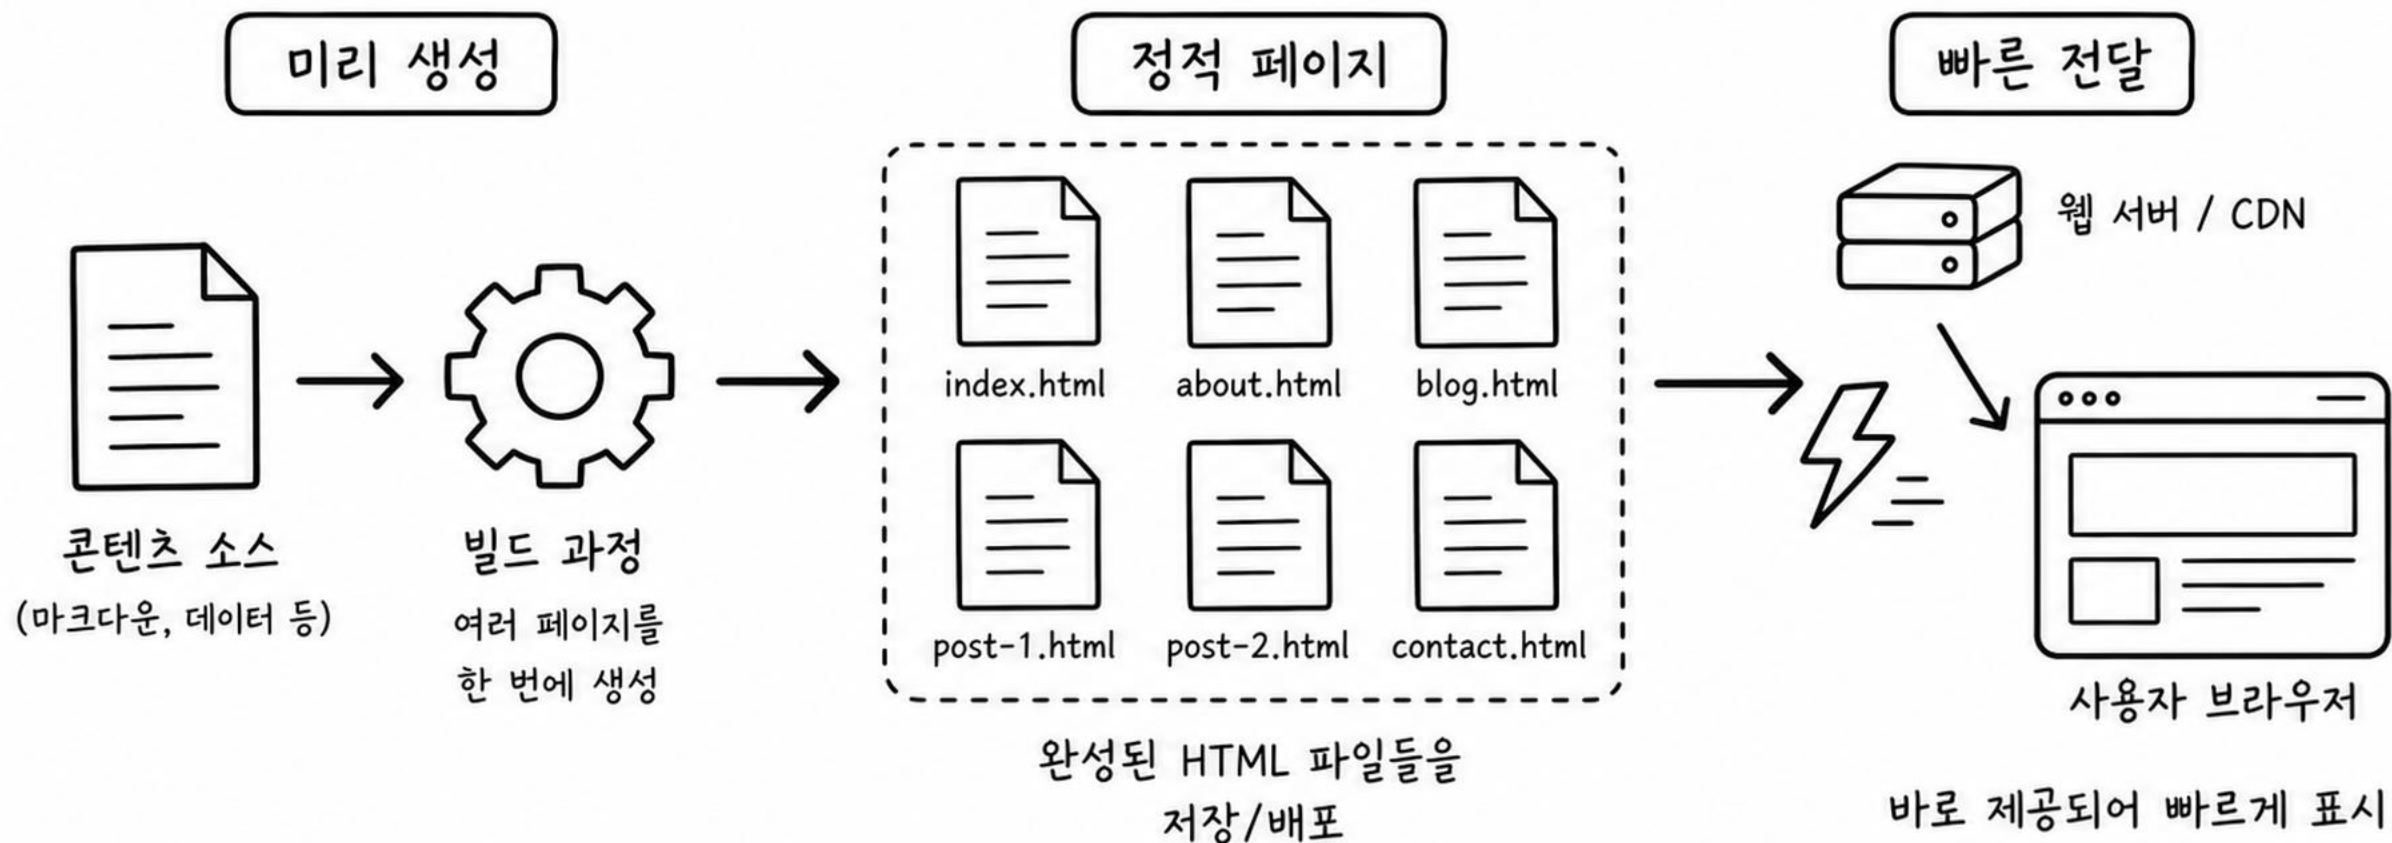 미리 생성
콘텐츠 소스
(마크다운, 데이터 등)
빌드 과정
여러 페이지를
한 번에 생성
정적 페이지
index.html
about.html
blog.html
post-1.html
post-2.html
contact.html
완성된 HTML 파일들을
저장/배포
빠른 전달
웹 서버 / CDN
사용자 브라우저
바로 제공되어 빠르게 표시